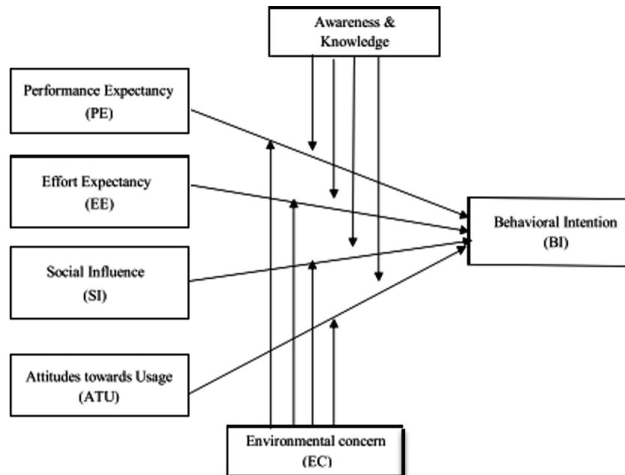 Awareness &
Knowledge
Performance Expectancy
(PE)
Effort Expectancy
(EE)
Behavioral Intention
(BI)
Social Influence
(SI)
Attitudes towards Usage
(ATU)
Environmental concern
(EC)